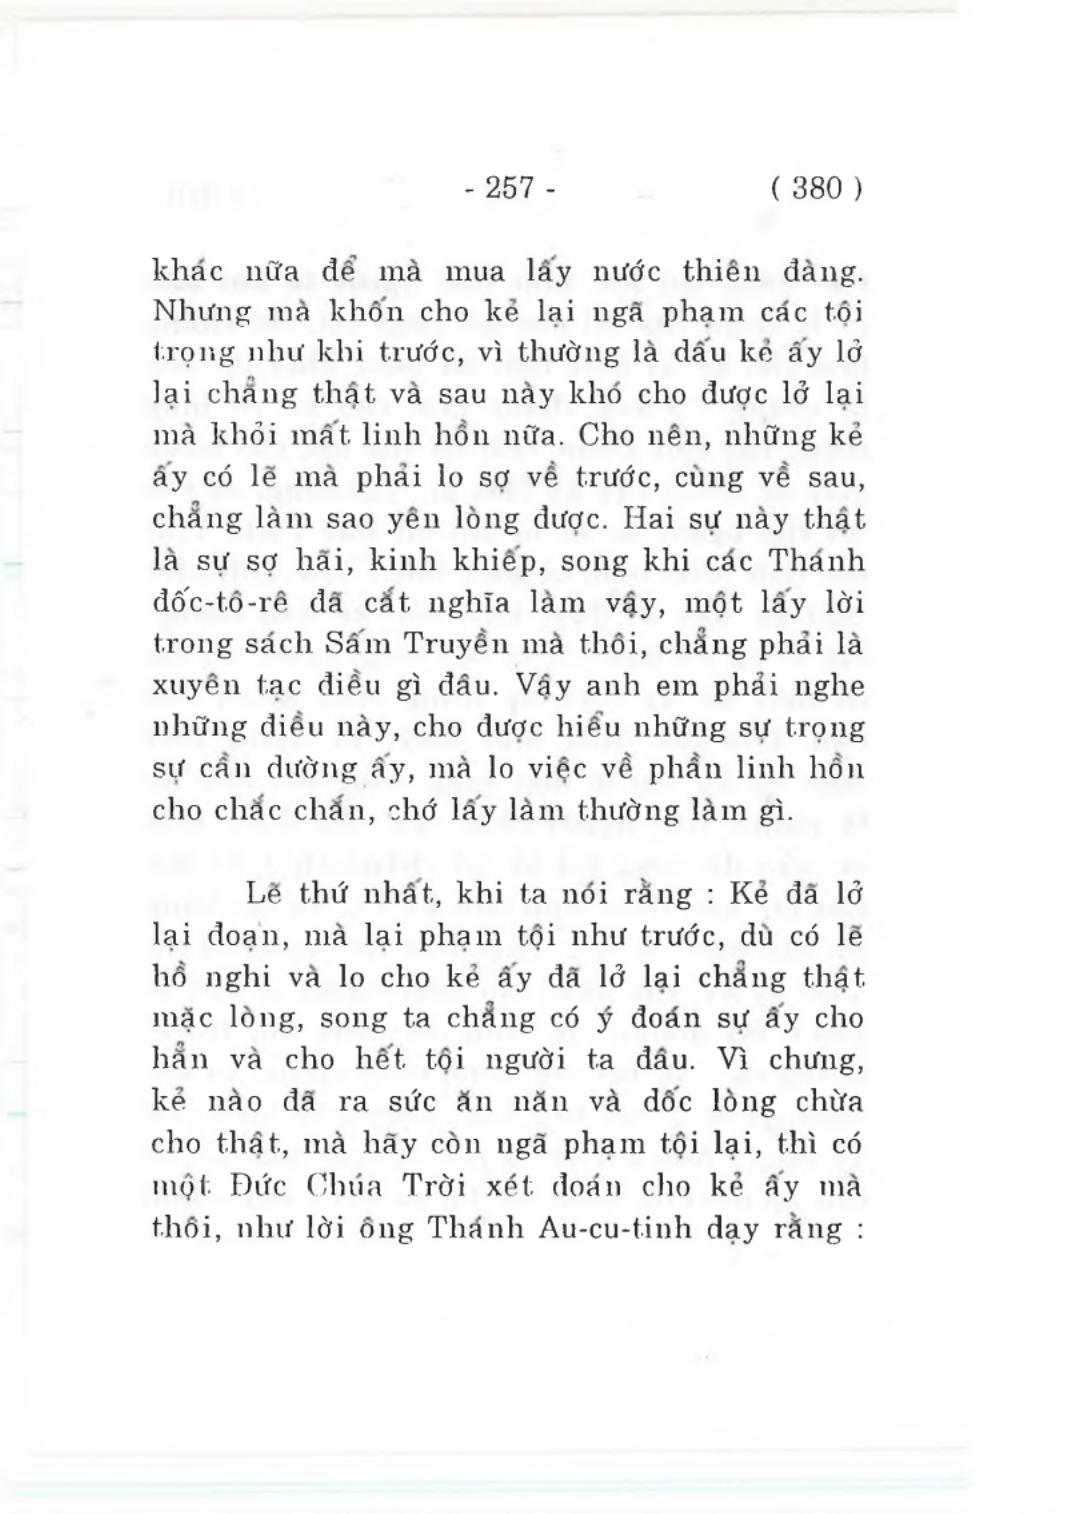 - 257 - ( 380 )
khác nữa để mà mua lấy nước thiên đàng.
Nhưng mà khốn cho kẻ lại ngã phạm các tội
trọng như khi trước, vì thường là dấu kẻ ấy lở
lại chẳng thật và sau này khó cho được lở lại
mà khỏi mất linh hồn nữa. Cho nên, những kẻ
ấy có lẽ mà phải lo sợ về trước, cùng về sau,
chẳng làm sao yên lòng được. Hai sự này thật
là sự sợ hãi, kinh khiếp, song khi các Thánh
đốc-tô-rê đã cắt nghĩa làm vậy, một lấy lời
trong sách Sấm Truyền mà thôi, chẳng phải là
xuyên tạc điều gì đâu. Vậy anh em phải nghe
những điều này, cho được hiểu những sự trọng
sự cần dường ấy, mà lo việc về phần linh hồn
cho chắc chắn, chớ lấy làm thường làm gì.
Lẽ thứ nhất, khi ta nói rằng : Kẻ đã lở
lại đoạn, mà lại phạm tội như trước, dù có lẽ
hồ nghi và lo cho kẻ ấy đã lở lại chẳng thật
mặc lòng, song ta chẳng có ý đoán sự ấy cho
hẳn và cho hết tội người ta đâu. Vì chưng,
kẻ nào đã ra sức ăn năn và dốc lòng chừa
cho thật, mà hãy còn ngã phạm tội lại, thì có
một Đức Chúa Trời xét đoán cho kẻ ấy mà
thôi, như lời ông Thánh Au-cu-tinh dạy rằng :